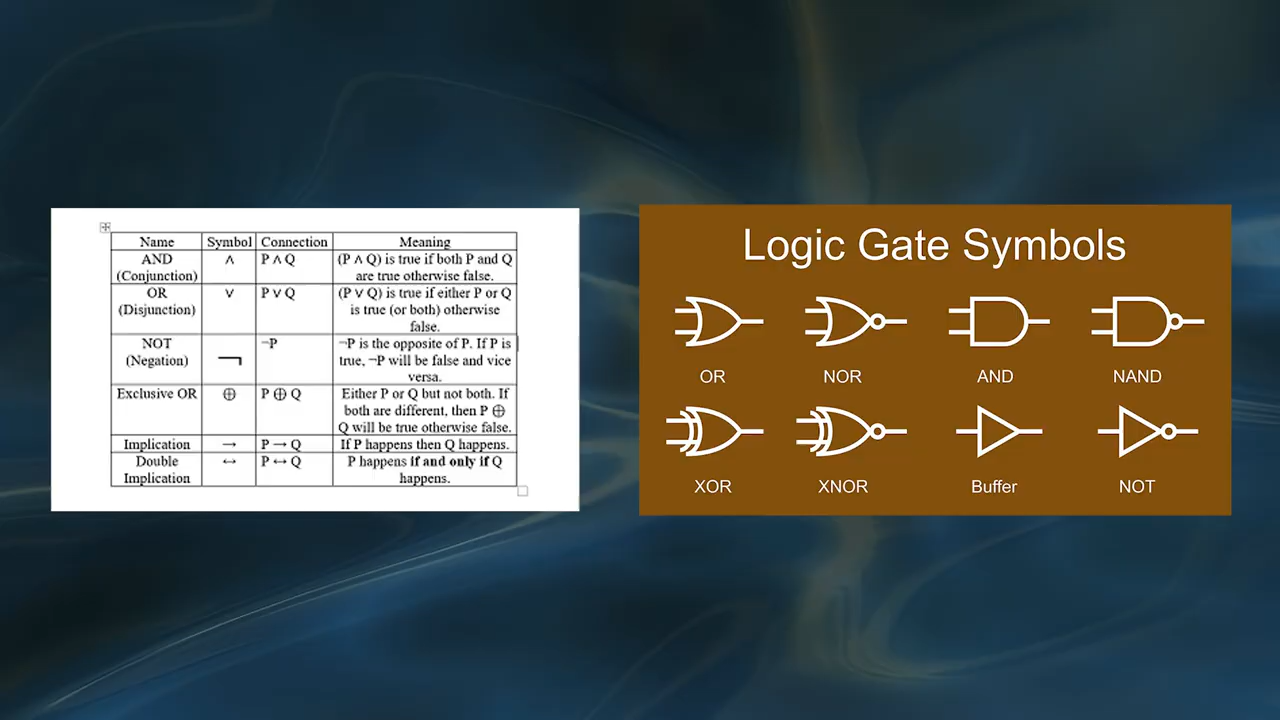 Name Symbol Connection Meaning
AND ∧ P ∧ Q (P ∧ Q) is true if both P and Q
(Conjunction) are true otherwise false.
OR ∨ P ∨ Q (P ∨ Q) is true if either P or Q
(Disjunction) is true (or both) otherwise
false.
NOT ¬P ¬P is the opposite of P. If P is
(Negation) ¬ true, ¬P will be false and vice
versa.
Exclusive OR ⊕ P ⊕ Q Either P or Q but not both. If
both are different, then P ⊕
Q will be true otherwise false.
Implication → P → Q If P happens then Q happens.
Double ↔ P ↔ Q P happens if and only if Q
Implication happens.
Logic Gate Symbols
OR NOR AND NAND
XOR XNOR Buffer NOT